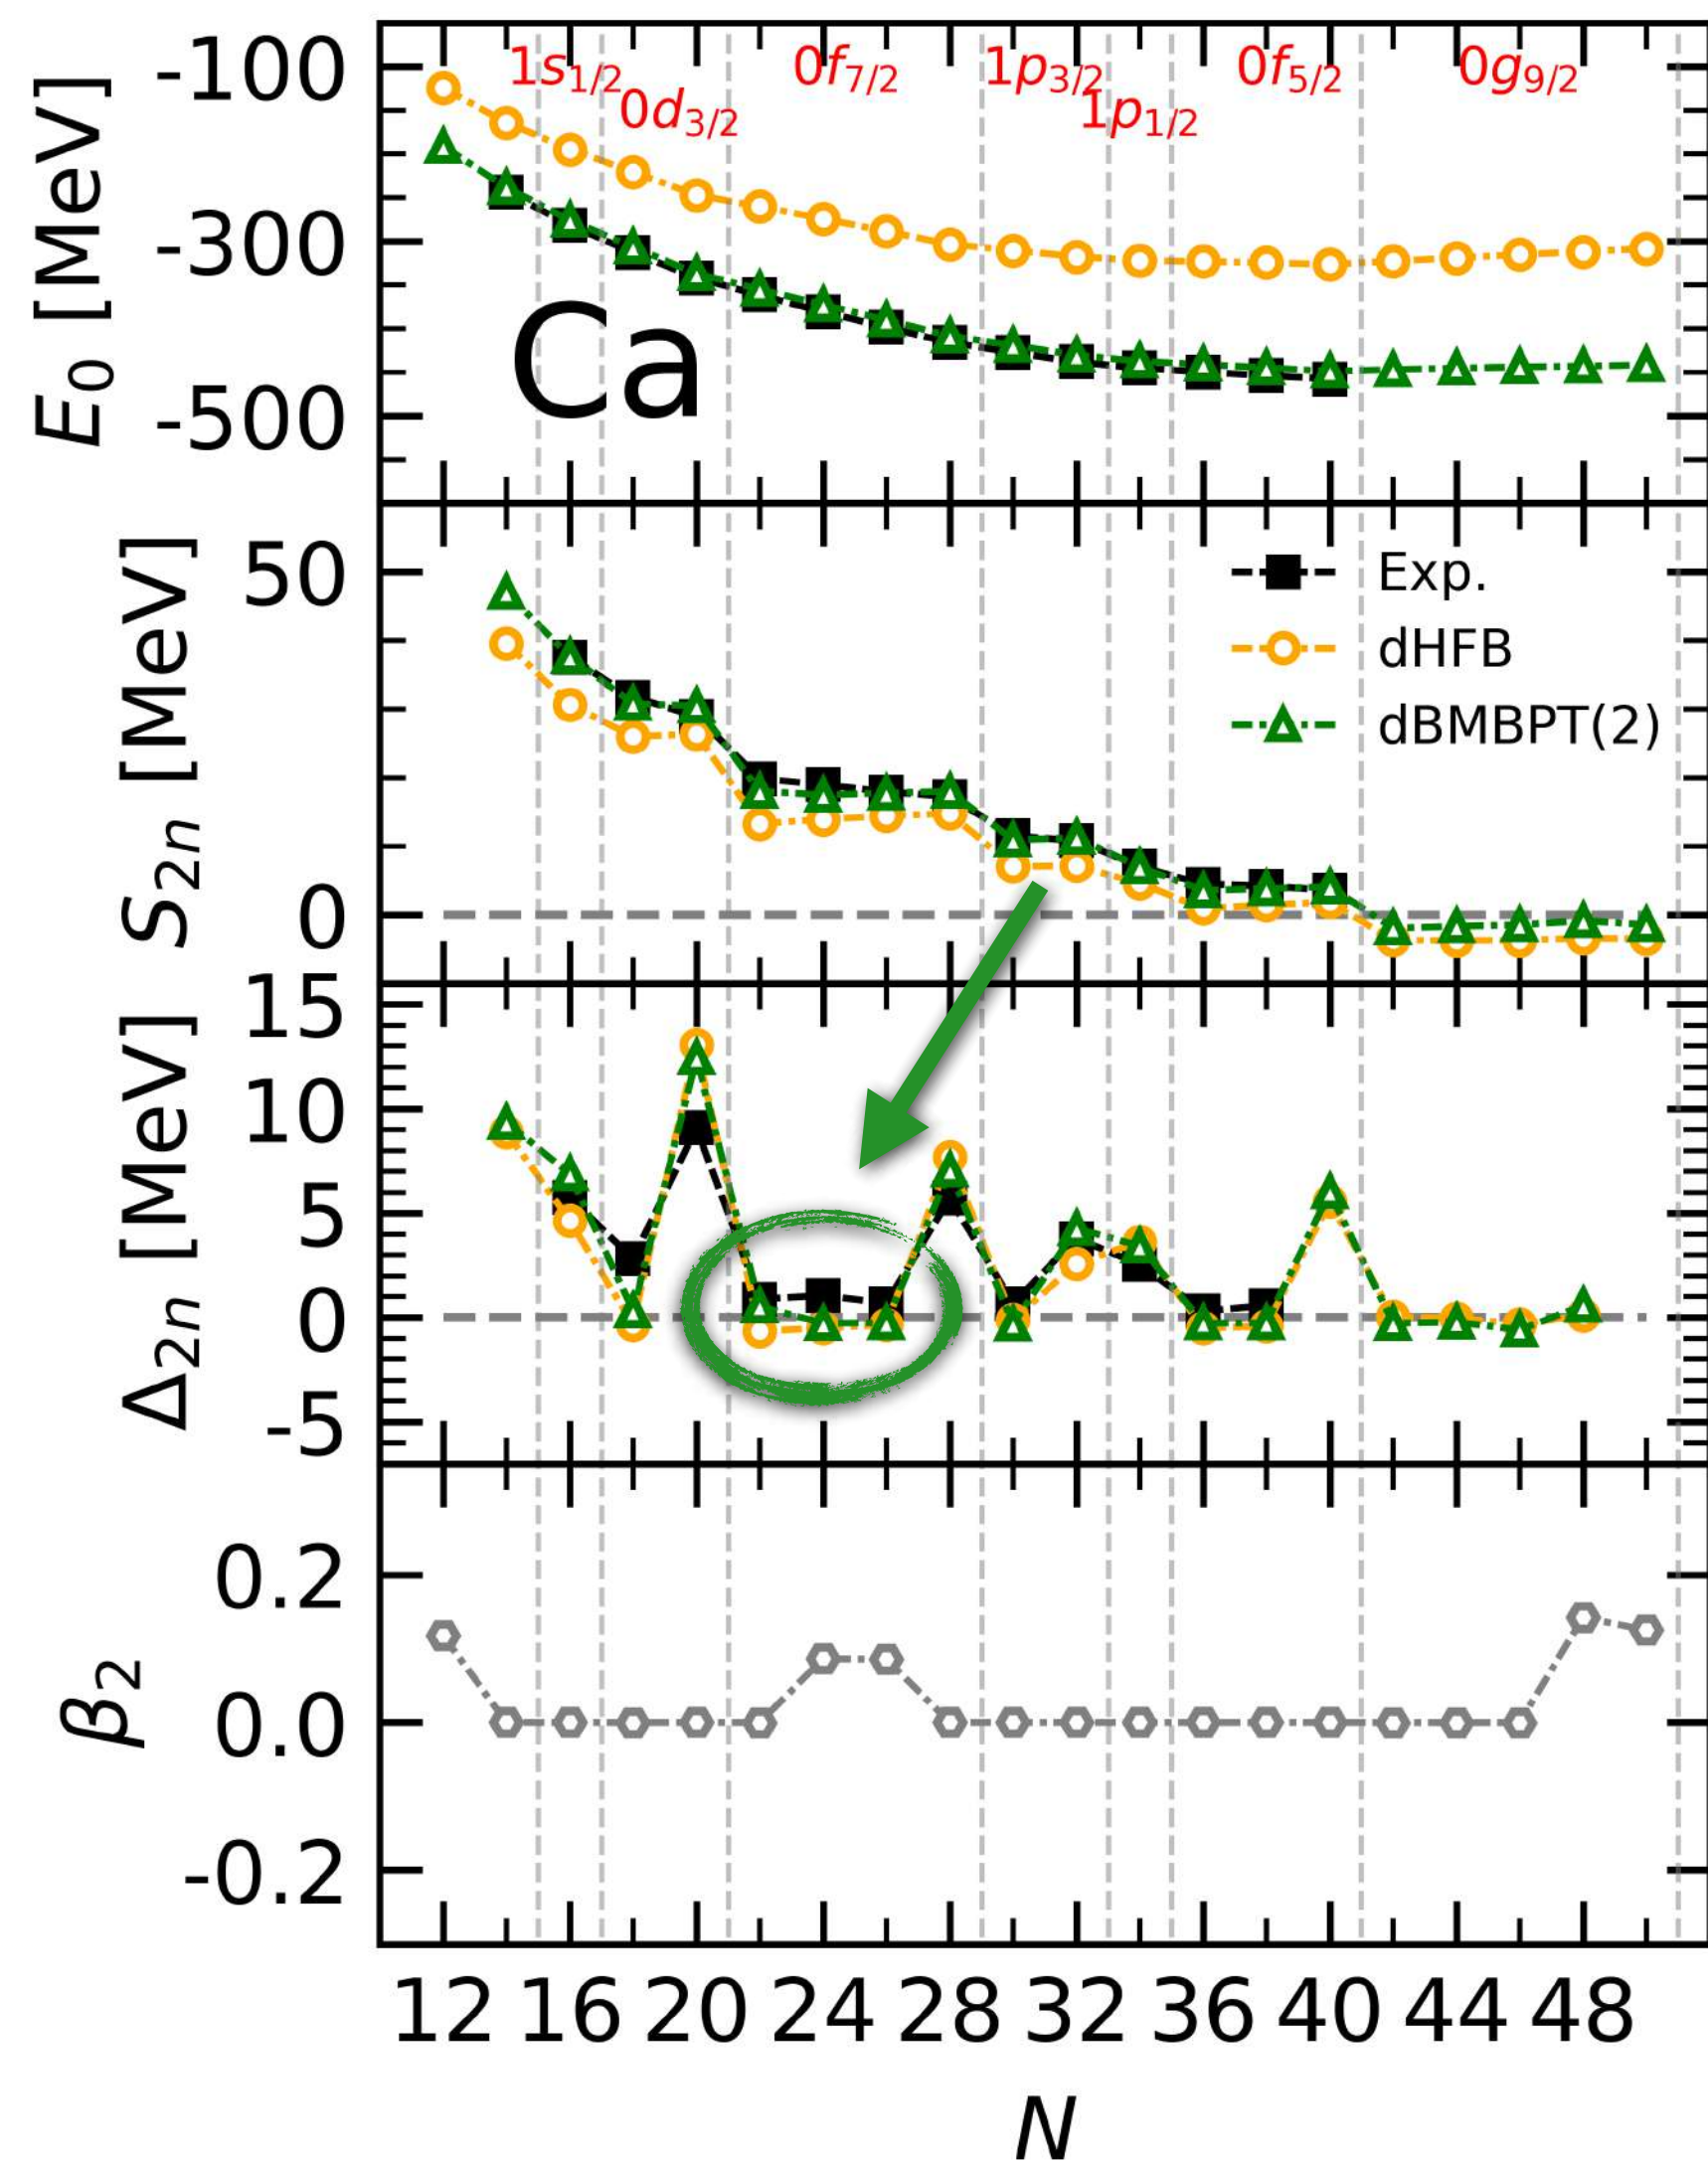 E₀ [MeV]
-100
-300
-500
1s₁/₂
0d₃/₂
0f₇/₂
1p₃/₂
1p₁/₂
0f₅/₂
0g₉/₂
Ca
S₂ₙ [MeV]
50
0
Exp.
dHFB
dBMBPT(2)
Δ₂ₙ [MeV]
15
10
5
0
-5
β₂
0.2
0.0
-0.2
12 16 20 24 28 32 36 40 44 48
N